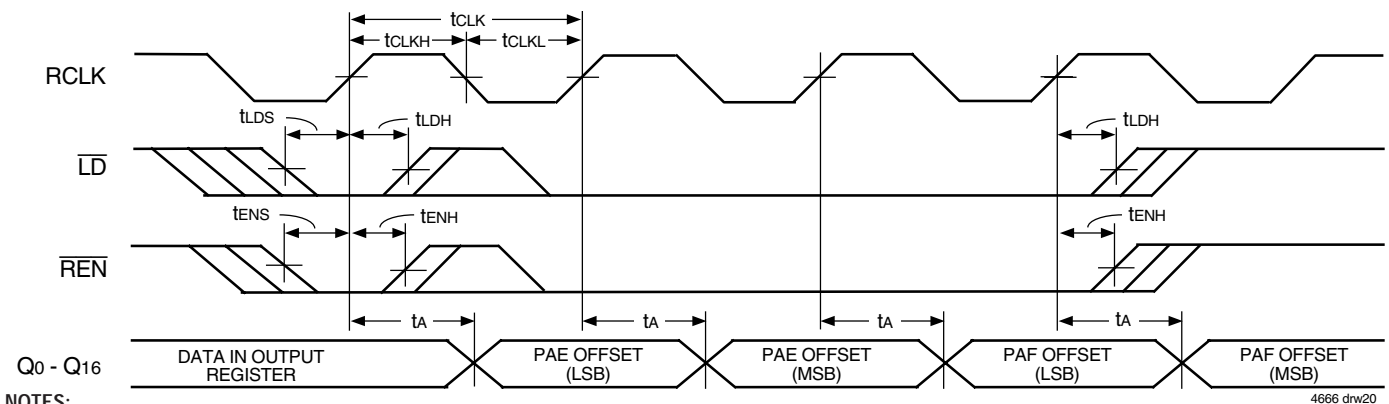 tCLK
tCLKH
tCLKL
RCLK
tLDS
tLDH
tLDH
LD
tENS
tENH
tENH
REN
tA
tA
tA
tA
Q0 - Q16
DATA IN OUTPUT
REGISTER
PAE OFFSET
(LSB)
PAE OFFSET
(MSB)
PAF OFFSET
(LSB)
PAF OFFSET
(MSB)
NOTES:
4666 drw20